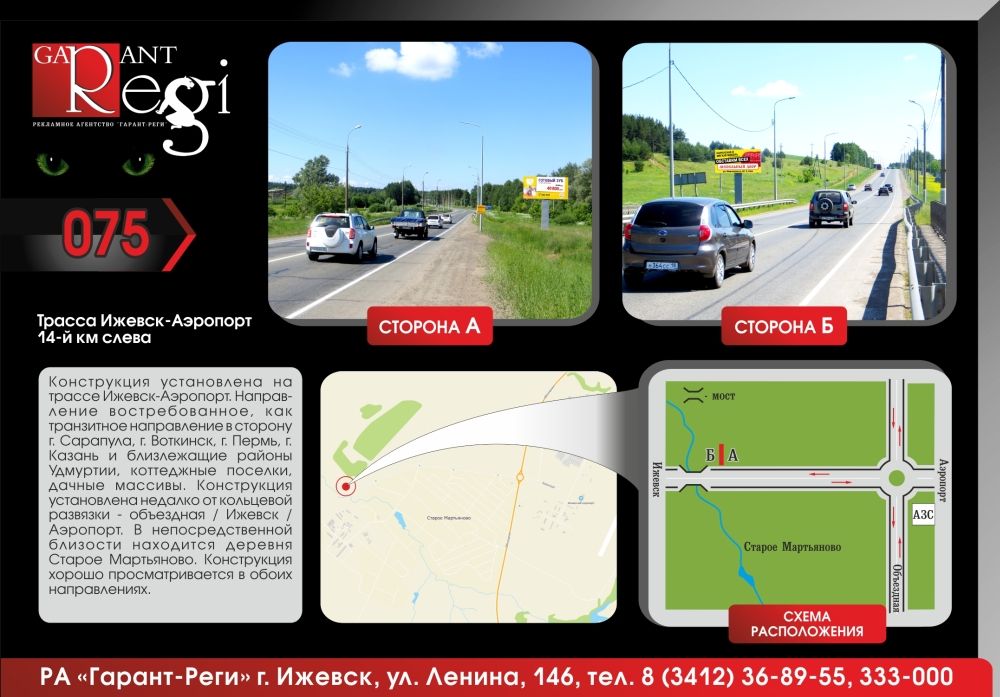 GARANT
Regi
РЕКЛАМНОЕ АГЕНТСТВО "ГАРАНТ-РЕГИ"
075
Трасса Ижевск-Аэропорт
14-й км слева
СТОРОНА А
СТОРОНА Б
Конструкция установлена на
трассе Ижевск-Аэропорт. Направ-
ление востребованное, как
транзитное направление в сторону
г. Сарапула, г. Воткинск, г. Пермь, г.
Казань и близлежащие районы
Удмуртии, коттеджные поселки,
дачные массивы. Конструкция
установлена недалеко от кольцевой
развязки - объездная / Ижевск /
Аэропорт. В непосредственной
близости находится деревня
Старое Мартьяново. Конструкция
хорошо просматривается в обоих
направлениях.
Старое Мартьяново
- мост
Б А
Ижевск
Аэропорт
АЗС
Старое Мартьяново
Объездная
СХЕМА
РАСПОЛОЖЕНИЯ
РА «Гарант-Реги» г. Ижевск, ул. Ленина, 146, тел. 8 (3412) 36-89-55, 333-000